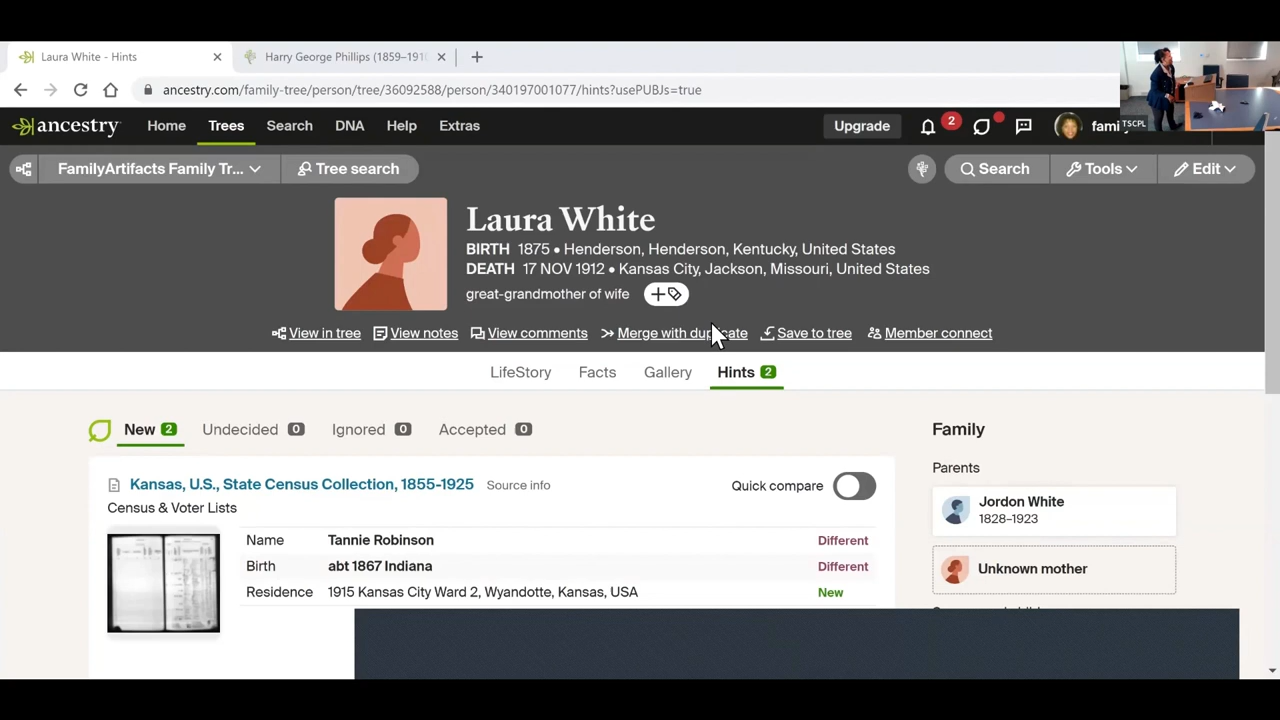 Laura White - Hints
Harry George Phillips (1859–191
ancestry.com/family-tree/person/tree/36092588/person/340197001077/hints?usePUBJs=true
TSCPL
ancestry Home Trees Search DNA Help Extras Upgrade 2 famil
FamilyArtifacts Family Tr... Tree search Search Tools Edit
Laura White
BIRTH 1875 • Henderson, Henderson, Kentucky, United States
DEATH 17 NOV 1912 • Kansas City, Jackson, Missouri, United States
great-grandmother of wife
View in tree View notes View comments Merge with duplicate Save to tree Member connect
LifeStory Facts Gallery Hints 2
New 2 Undecided 0 Ignored 0 Accepted 0
Kansas, U.S., State Census Collection, 1855-1925 Source info Quick compare
Census & Voter Lists
Name Tannie Robinson Different
Birth abt 1867 Indiana Different
Residence 1915 Kansas City Ward 2, Wyandotte, Kansas, USA New
Family
Parents
Jordon White
1828–1923
Unknown mother